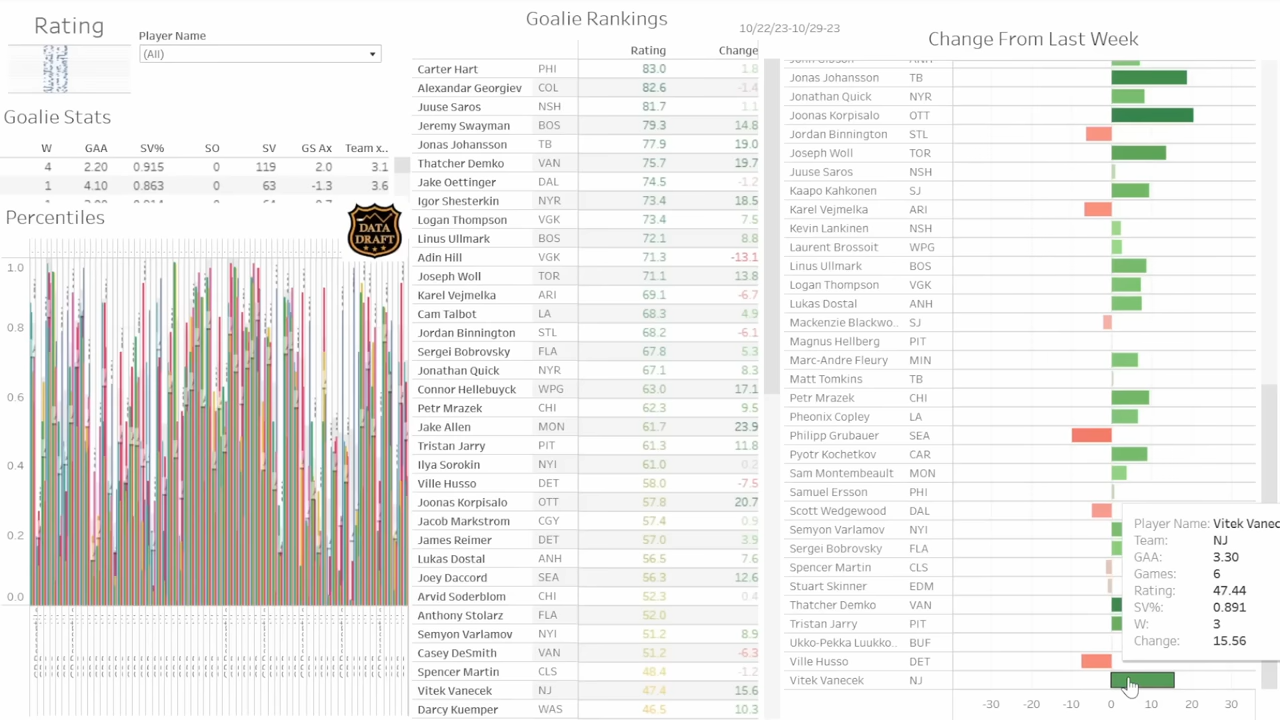 Rating
Player Name
(All)
Goalie Stats
W GAA SV% SO SV GS Ax Team x..
4 2.20 0.915 0 119 2.0 3.1
1 4.10 0.863 0 63 -1.3 3.6
Percentiles
DATA
DRAFT
1.0
0.8
0.6
0.4
0.2
0.0
Goalie Rankings
10/22/23-10/29-23
Rating Change
Carter Hart PHI 83.0 1.8
Alexandar Georgiev COL 82.6 -1.4
Juuse Saros NSH 81.7 1.1
Jeremy Swayman BOS 79.3 14.8
Jonas Johansson TB 77.9 19.0
Thatcher Demko VAN 75.7 19.7
Jake Oettinger DAL 74.5 -1.2
Igor Shesterkin NYR 73.4 18.5
Logan Thompson VGK 73.4 7.5
Linus Ullmark BOS 72.1 8.8
Adin Hill VGK 71.3 -13.1
Joseph Woll TOR 71.1 13.8
Karel Vejmelka ARI 69.1 -6.7
Cam Talbot LA 68.3 4.9
Jordan Binnington STL 68.2 -6.1
Sergei Bobrovsky FLA 67.8 5.3
Jonathan Quick NYR 67.1 8.3
Connor Hellebuyck WPG 63.0 17.1
Petr Mrazek CHI 62.3 9.5
Jake Allen MON 61.7 23.9
Tristan Jarry PIT 61.3 11.8
Ilya Sorokin NYI 61.0 0.2
Ville Husso DET 58.0 -7.5
Joonas Korpisalo OTT 57.8 20.7
Jacob Markstrom CGY 57.4 0.9
James Reimer DET 57.0 3.9
Lukas Dostal ANH 56.5 7.6
Joey Daccord SEA 56.3 12.6
Arvid Soderblom CHI 52.3 0.4
Anthony Stolarz FLA 52.0
Semyon Varlamov NYI 51.2 8.9
Casey DeSmith VAN 51.2 -6.3
Spencer Martin CLS 48.4 -1.2
Vitek Vanecek NJ 47.4 15.6
Darcy Kuemper WAS 46.5 10.3
Change From Last Week
Jonas Johansson TB
Jonathan Quick NYR
Joonas Korpisalo OTT
Jordan Binnington STL
Joseph Woll TOR
Juuse Saros NSH
Kaapo Kahkonen SJ
Karel Vejmelka ARI
Kevin Lankinen NSH
Laurent Brossoit WPG
Linus Ullmark BOS
Logan Thompson VGK
Lukas Dostal ANH
Mackenzie Blackwo.. SJ
Magnus Hellberg PIT
Marc-Andre Fleury MIN
Matt Tomkins TB
Petr Mrazek CHI
Pheonix Copley LA
Philipp Grubauer SEA
Pyotr Kochetkov CAR
Sam Montembeault MON
Samuel Ersson PHI
Scott Wedgewood DAL
Semyon Varlamov NYI
Sergei Bobrovsky FLA
Spencer Martin CLS
Stuart Skinner EDM
Thatcher Demko VAN
Tristan Jarry PIT
Ukko-Pekka Luukko.. BUF
Ville Husso DET
Vitek Vanecek NJ
-30 -20 -10 0 10 20 30
Player Name: Vitek Vanec
Team: NJ
GAA: 3.30
Games: 6
Rating: 47.44
SV%: 0.891
W: 3
Change: 15.56